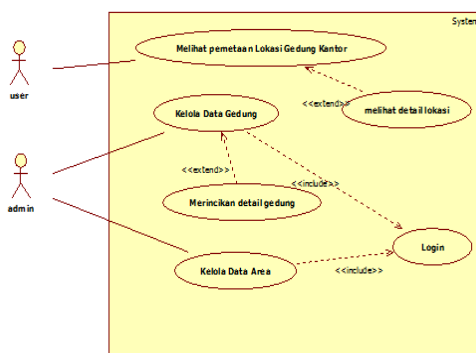 System
Melihat pemetaan Lokasi Gedung Kantor
user
<<extend>>
melihat detail lokasi
Kelola Data Gedung
<<extend>>
<<include>>
admin
Merincikan detail gedung
Login
Kelola Data Area
<<include>>